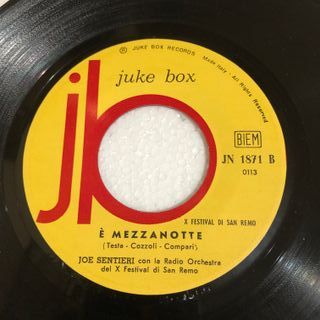 ℗ JUKE BOX RECORDS · Made in Italy · All Rights Reserved
juke box
jb
BIEM
JN 1871 B
0113
X FESTIVAL DI SAN REMO
È MEZZANOTTE
(Testa - Cozzoli - Compari)
JOE SENTIERI con la Radio Orchestra
del X Festival di San Remo